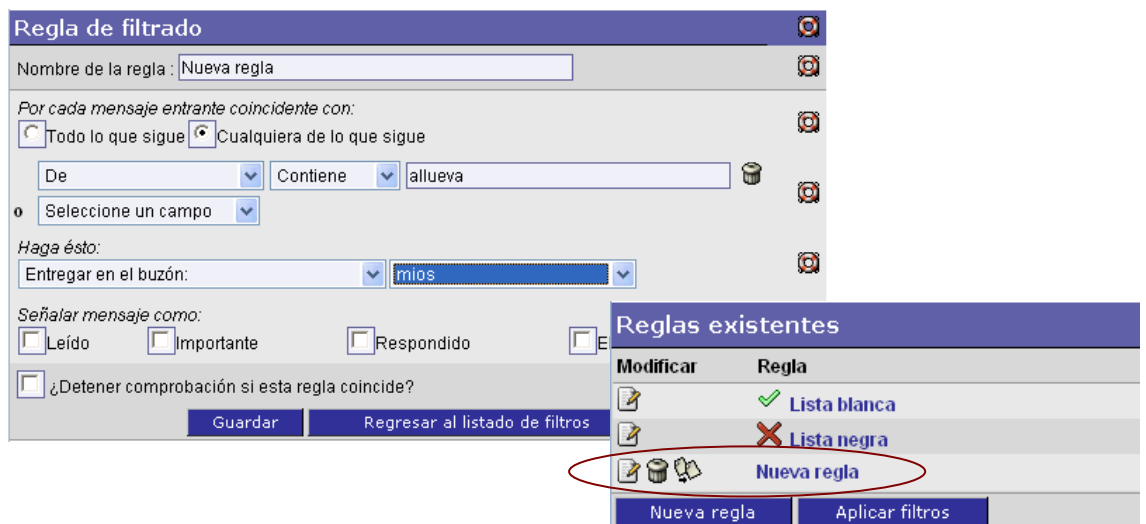 Regla de filtrado
Nombre de la regla : Nueva regla
Por cada mensaje entrante coincidente con:
Todo lo que sigue Cualquiera de lo que sigue
De Contiene allueva
o Seleccione un campo
Haga ésto:
Entregar en el buzón: mios
Señalar mensaje como:
Leído Importante Respondido
¿Detener comprobación si esta regla coincide?
Guardar Regresar al listado de filtros
Reglas existentes
Modificar Regla
Lista blanca
Lista negra
Nueva regla
Nueva regla Aplicar filtros